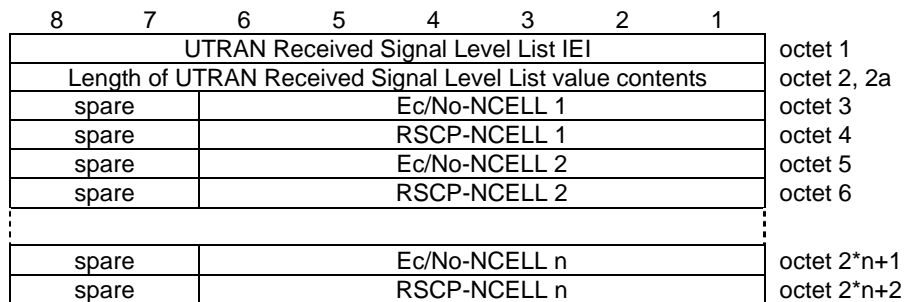 8 7 6 5 4 3 2 1
UTRAN Received Signal Level List IEI octet 1
Length of UTRAN Received Signal Level List value contents octet 2, 2a
spare Ec/No-NCELL 1 octet 3
spare RSCP-NCELL 1 octet 4
spare Ec/No-NCELL 2 octet 5
spare RSCP-NCELL 2 octet 6
spare Ec/No-NCELL n octet 2*n+1
spare RSCP-NCELL n octet 2*n+2